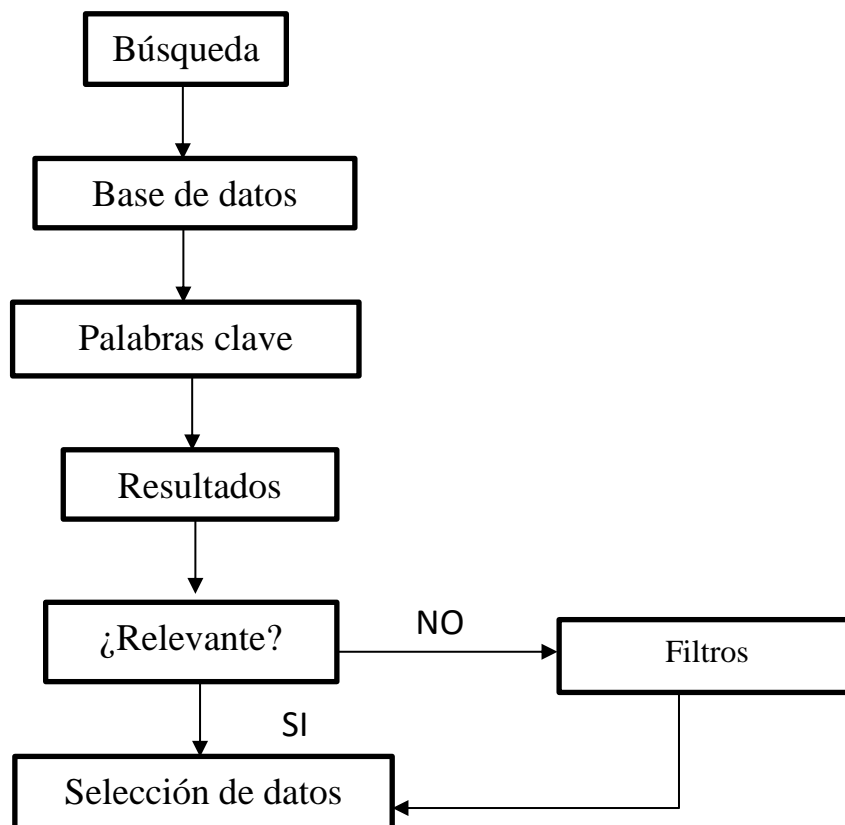 Búsqueda
Base de datos
Palabras clave
Resultados
¿Relevante?
NO
Filtros
SI
Selección de datos